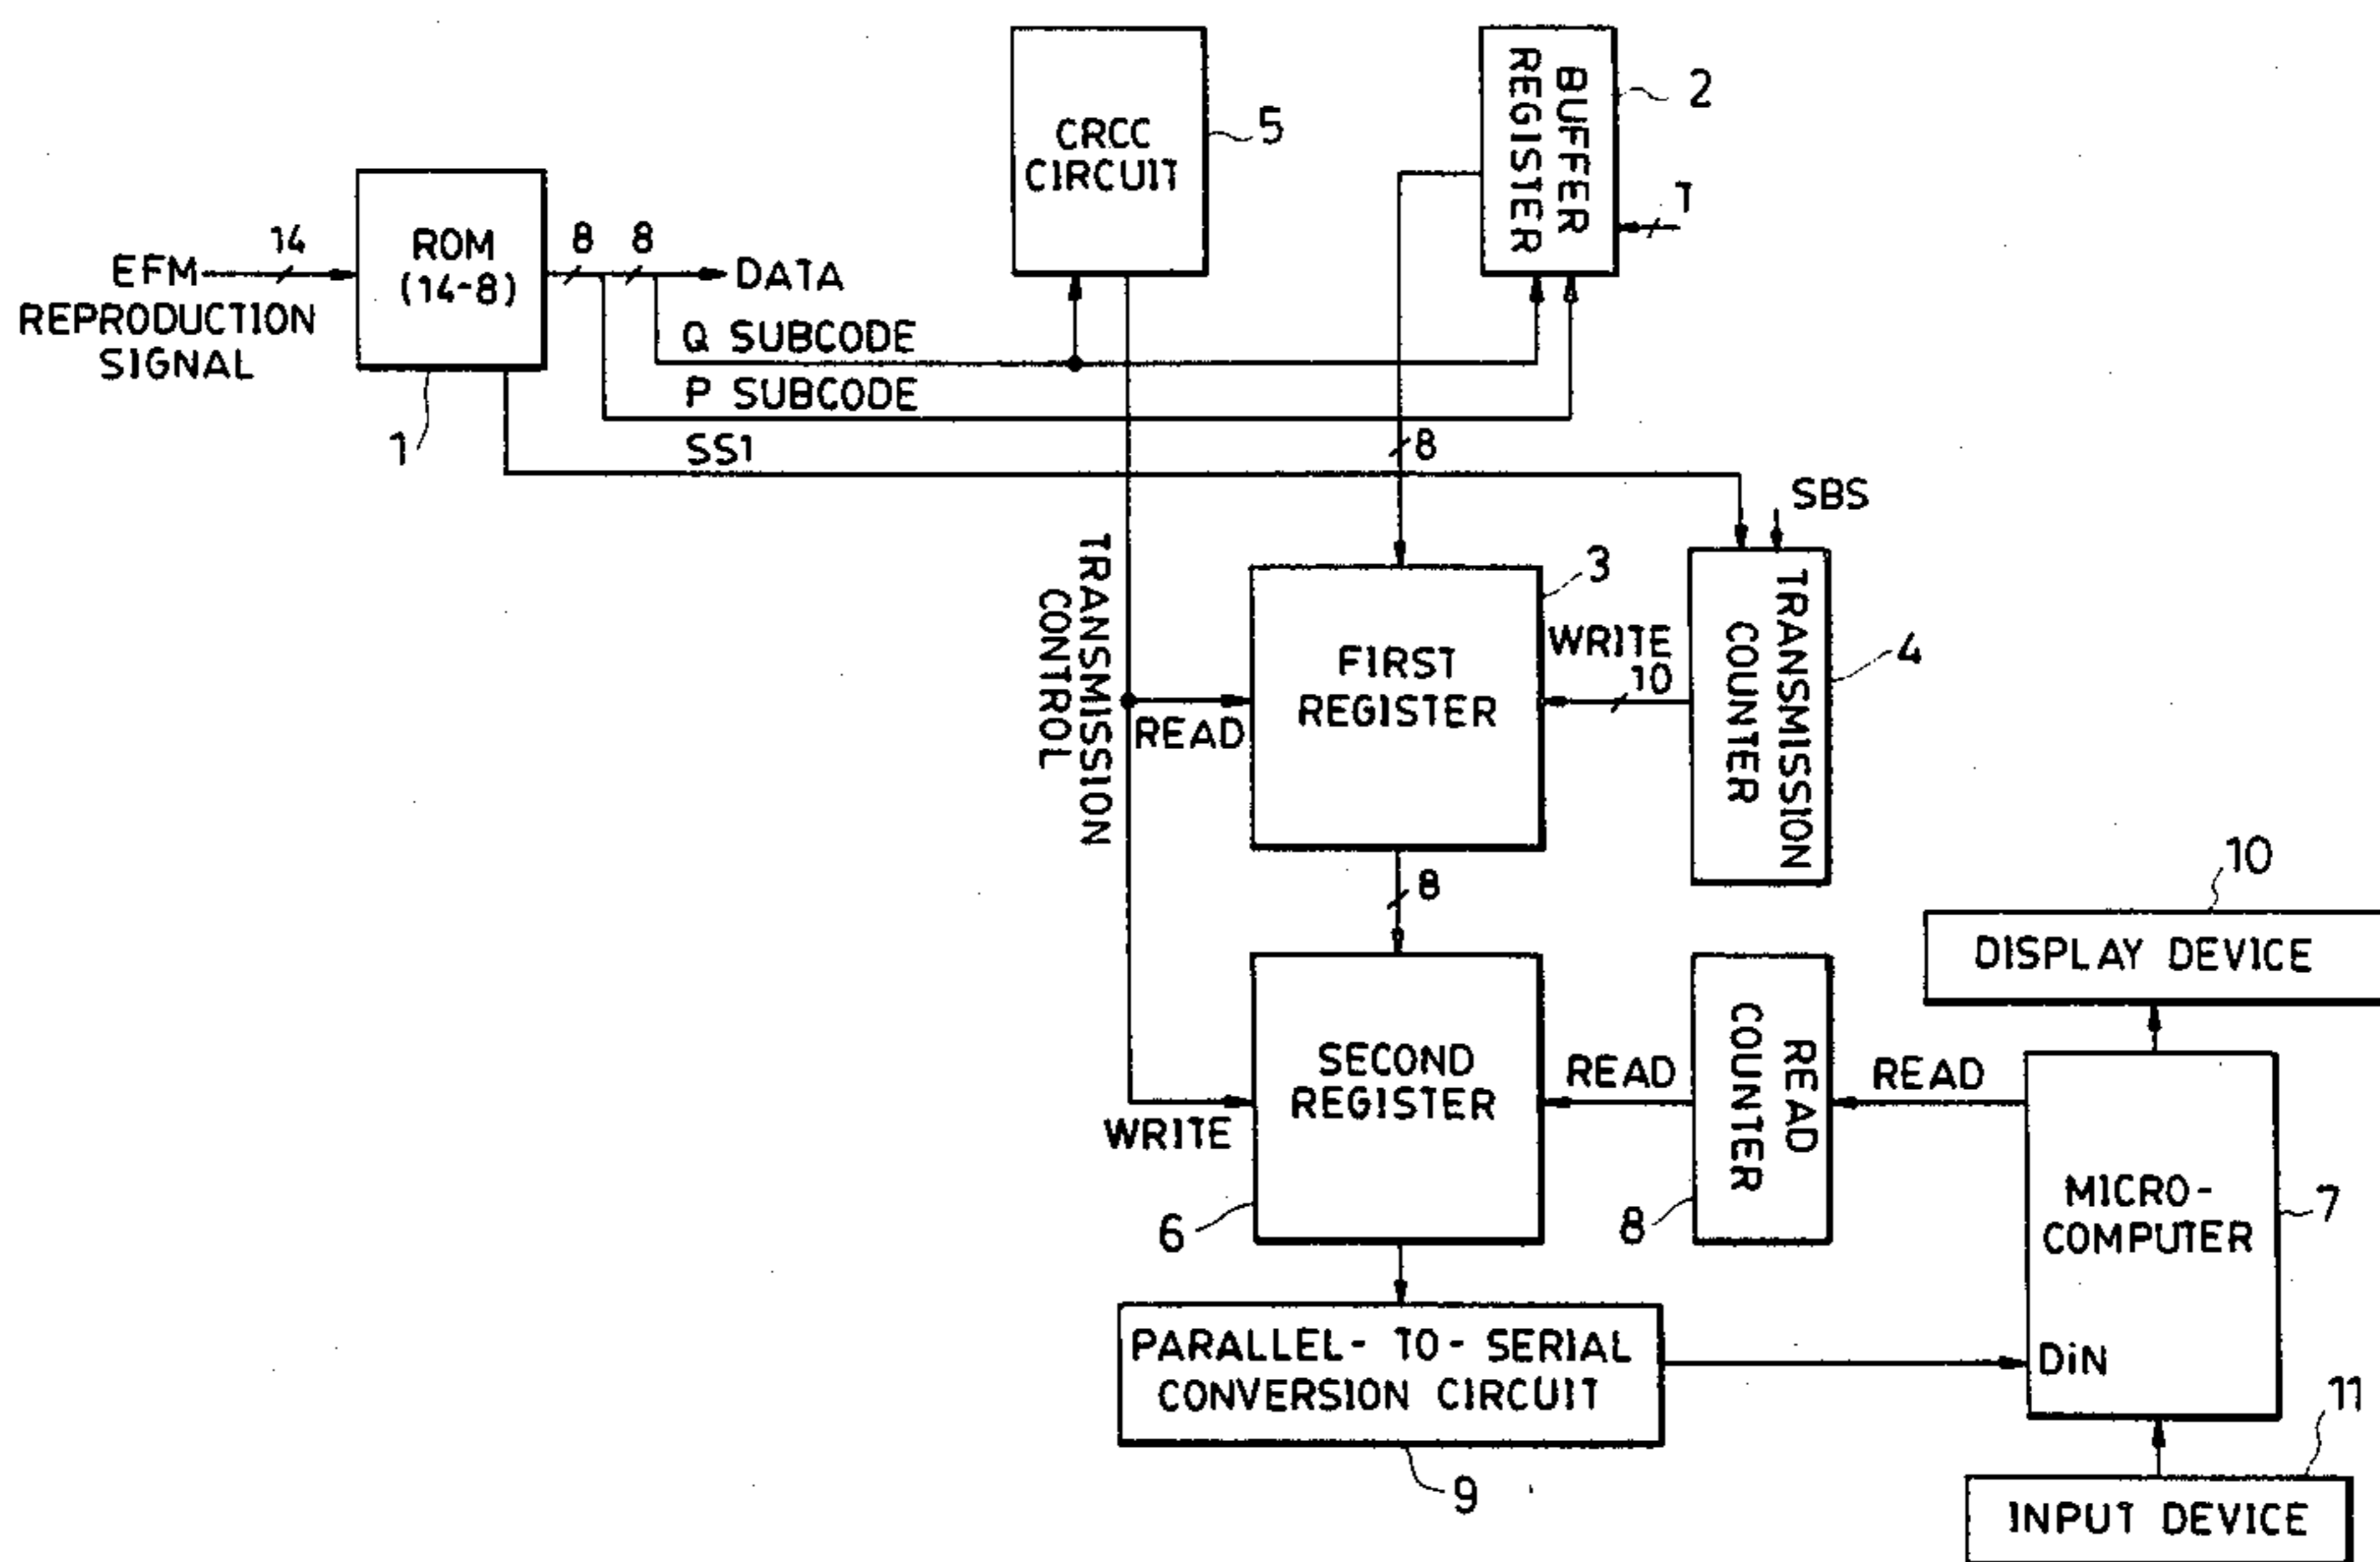 CRCC
CIRCUIT
5
BUFFER
REGISTER
2
T
EFM
REPRODUCTION
SIGNAL
14
ROM
(14-8)
1
8
8
DATA
Q SUBCODE
P SUBCODE
SS1
8
SBS
TRANSMISSION
CONTROL
READ
FIRST
REGISTER
3
WRITE
10
TRANSMISSION
COUNTER
4
8
10
DISPLAY DEVICE
WRITE
SECOND
REGISTER
6
READ
READ
COUNTER
8
READ
MICRO-
COMPUTER
7
DiN
PARALLEL- TO- SERIAL
CONVERSION CIRCUIT
9
11
INPUT DEVICE